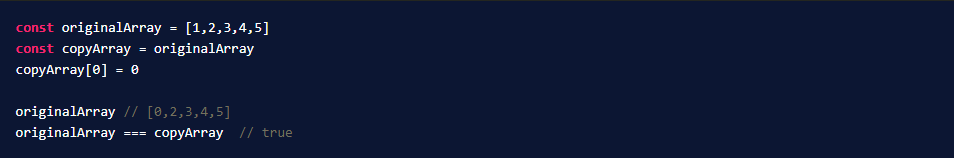 const originalArray = [1,2,3,4,5]
const copyArray = originalArray
copyArray[0] = 0
originalArray // [0,2,3,4,5]
originalArray === copyArray  // true